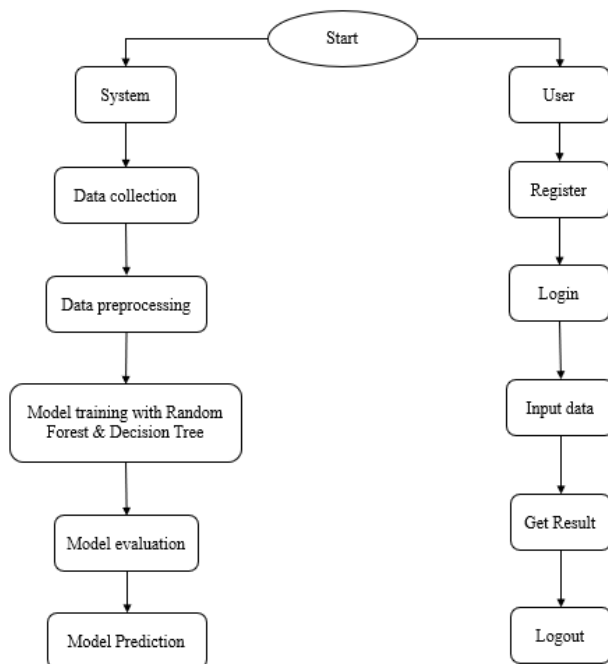 Start
System
User
Data collection
Register
Data preprocessing
Login
Model training with Random
Forest & Decision Tree
Input data
Model evaluation
Get Result
Model Prediction
Logout